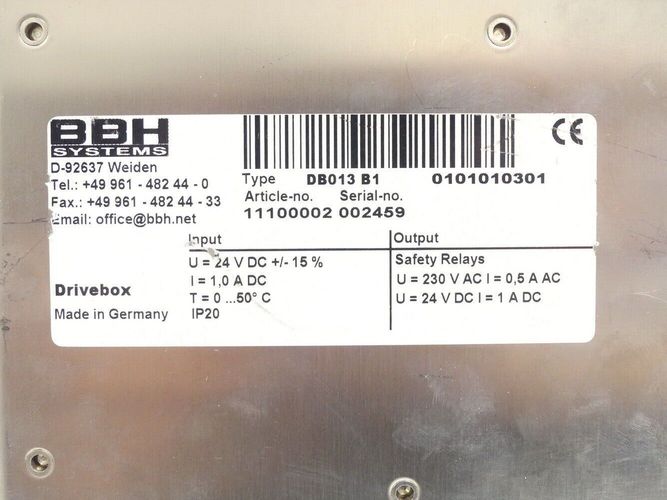 BBH
SYSTEMS
D-92637 Weiden
Tel.: +49 961 - 482 44 - 0
Fax.: +49 961 - 482 44 - 33
Email: office@bbh.net
CE
Type DB013 B1 0101010301
Article-no. Serial-no.
11100002 002459
Drivebox
Made in Germany
Input
U = 24 V DC +/- 15 %
I = 1,0 A DC
T = 0 ...50° C
IP20
Output
Safety Relays
U = 230 V AC I = 0,5 A AC
U = 24 V DC I = 1 A DC